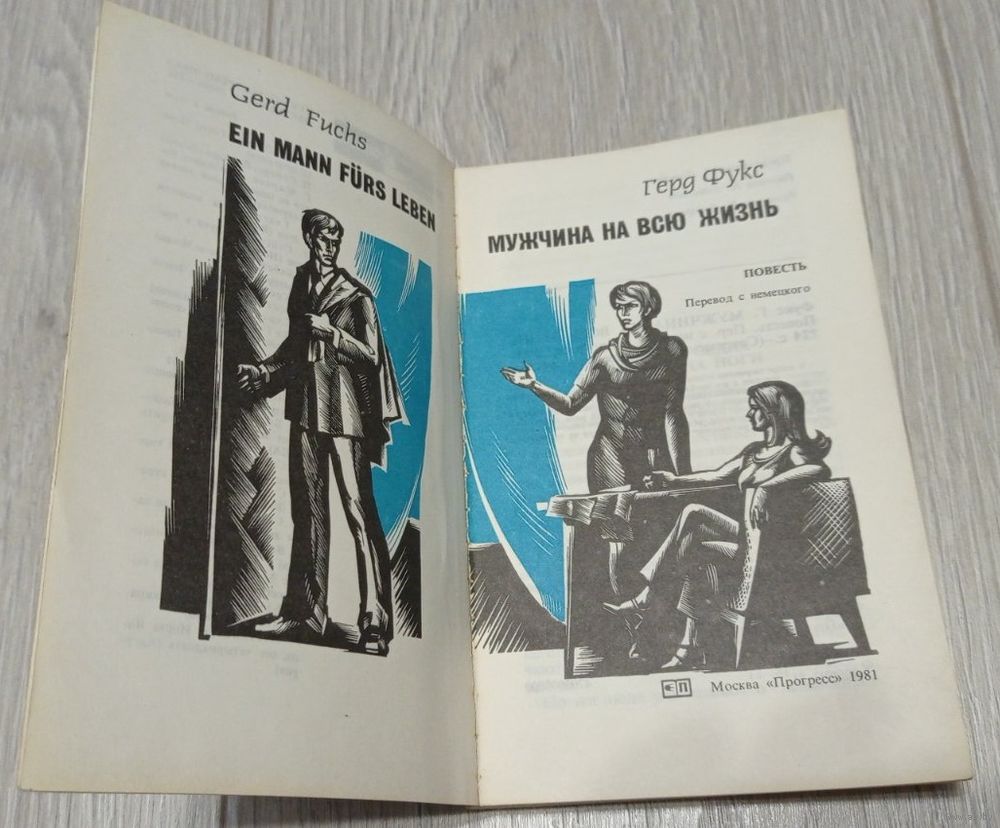 Gerd Fuchs
EIN MANN FÜRS LEBEN
Герд Фукс
МУЖЧИНА НА ВСЮ ЖИЗНЬ
ПОВЕСТЬ
Перевод с немецкого
Москва «Прогресс» 1981